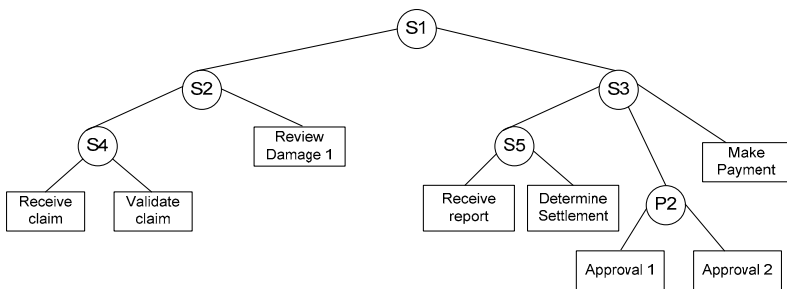 S1
S2
S3
S4
Review
Damage 1
S5
Make
Payment
Receive
claim
Validate
claim
Receive
report
Determine
Settlement
P2
Approval 1
Approval 2